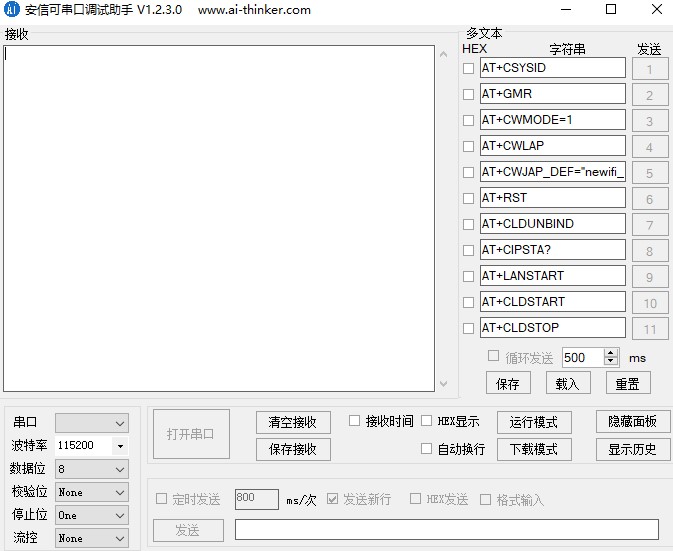 安信可串口调试助手 V1.2.3.0 www.ai-thinker.com
接收
多文本
HEX 字符串 发送
AT+CSYSID 1
AT+GMR 2
AT+CWMODE=1 3
AT+CWLAP 4
AT+CWJAP_DEF="newifi_ 5
AT+RST 6
AT+CLDUNBIND 7
AT+CIPSTA? 8
AT+LANSTART 9
AT+CLDSTART 10
AT+CLDSTOP 11
循环发送 500 ms
保存 载入 重置
串口
波特率 115200
数据位 8
校验位 None
停止位 One
流控 None
打开串口
清空接收 接收时间 HEX显示 运行模式 隐藏面板
保存接收 自动换行 下载模式 显示历史
定时发送 800 ms/次 发送新行 HEX发送 格式输入
发送